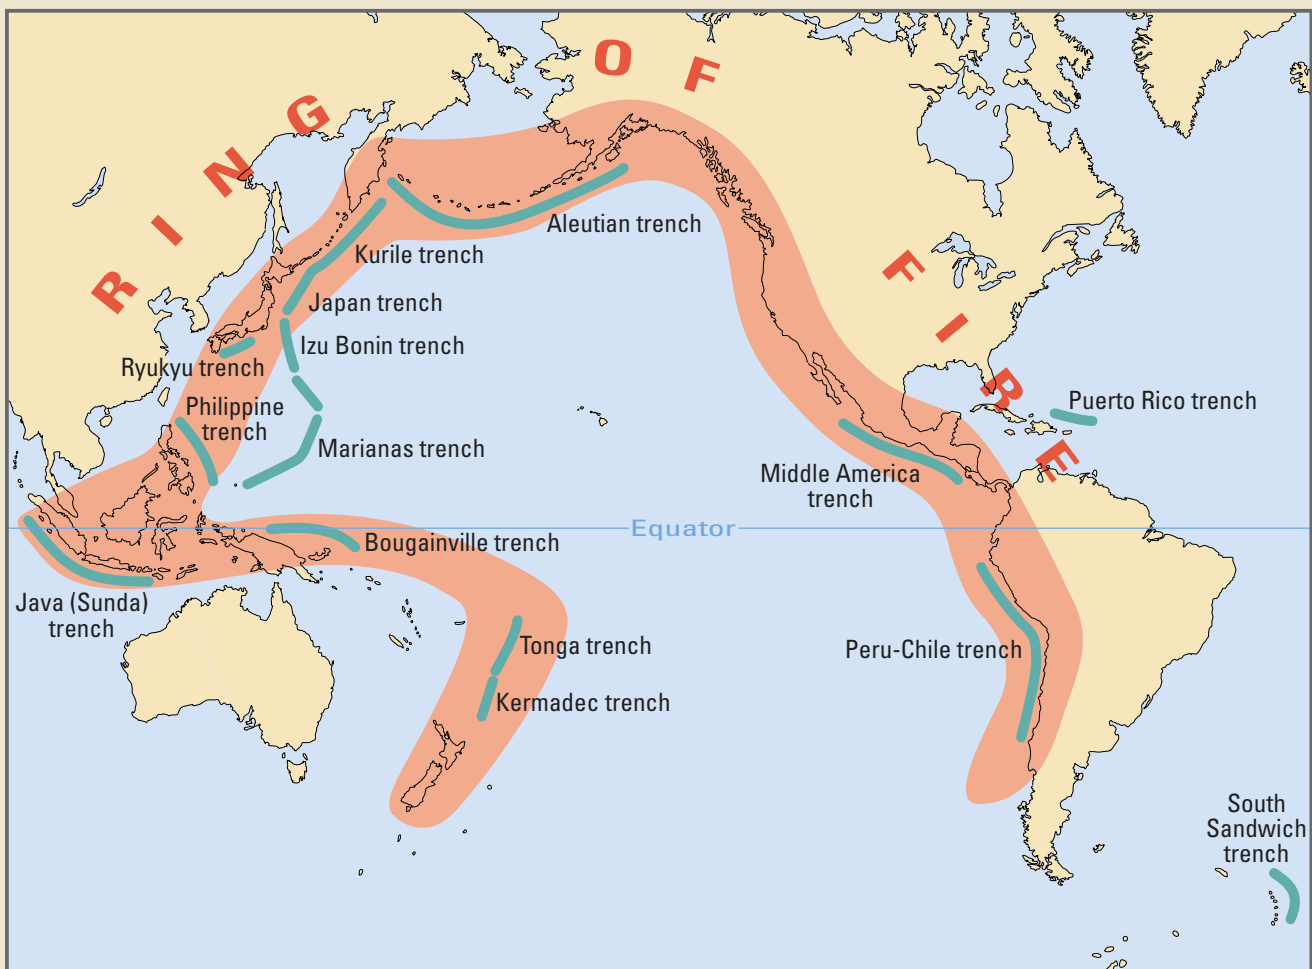 RING OF FIRE
Aleutian trench
Kurile trench
Japan trench
Izu Bonin trench
Ryukyu trench
Philippine
trench
Marianas trench
Puerto Rico trench
Middle America
trench
Equator
Bougainville trench
Java (Sunda)
trench
Tonga trench
Peru-Chile trench
Kermadec trench
South
Sandwich
trench